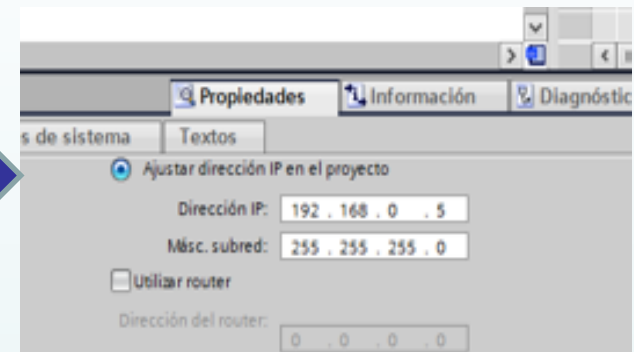 Propiedades Información Diagnóstic
s de sistema Textos
Ajustar dirección IP en el proyecto
Dirección IP: 192 . 168 . 0 . 5
Másc. subred: 255 . 255 . 255 . 0
Utilizar router
Dirección del router:
0 . 0 . 0 . 0